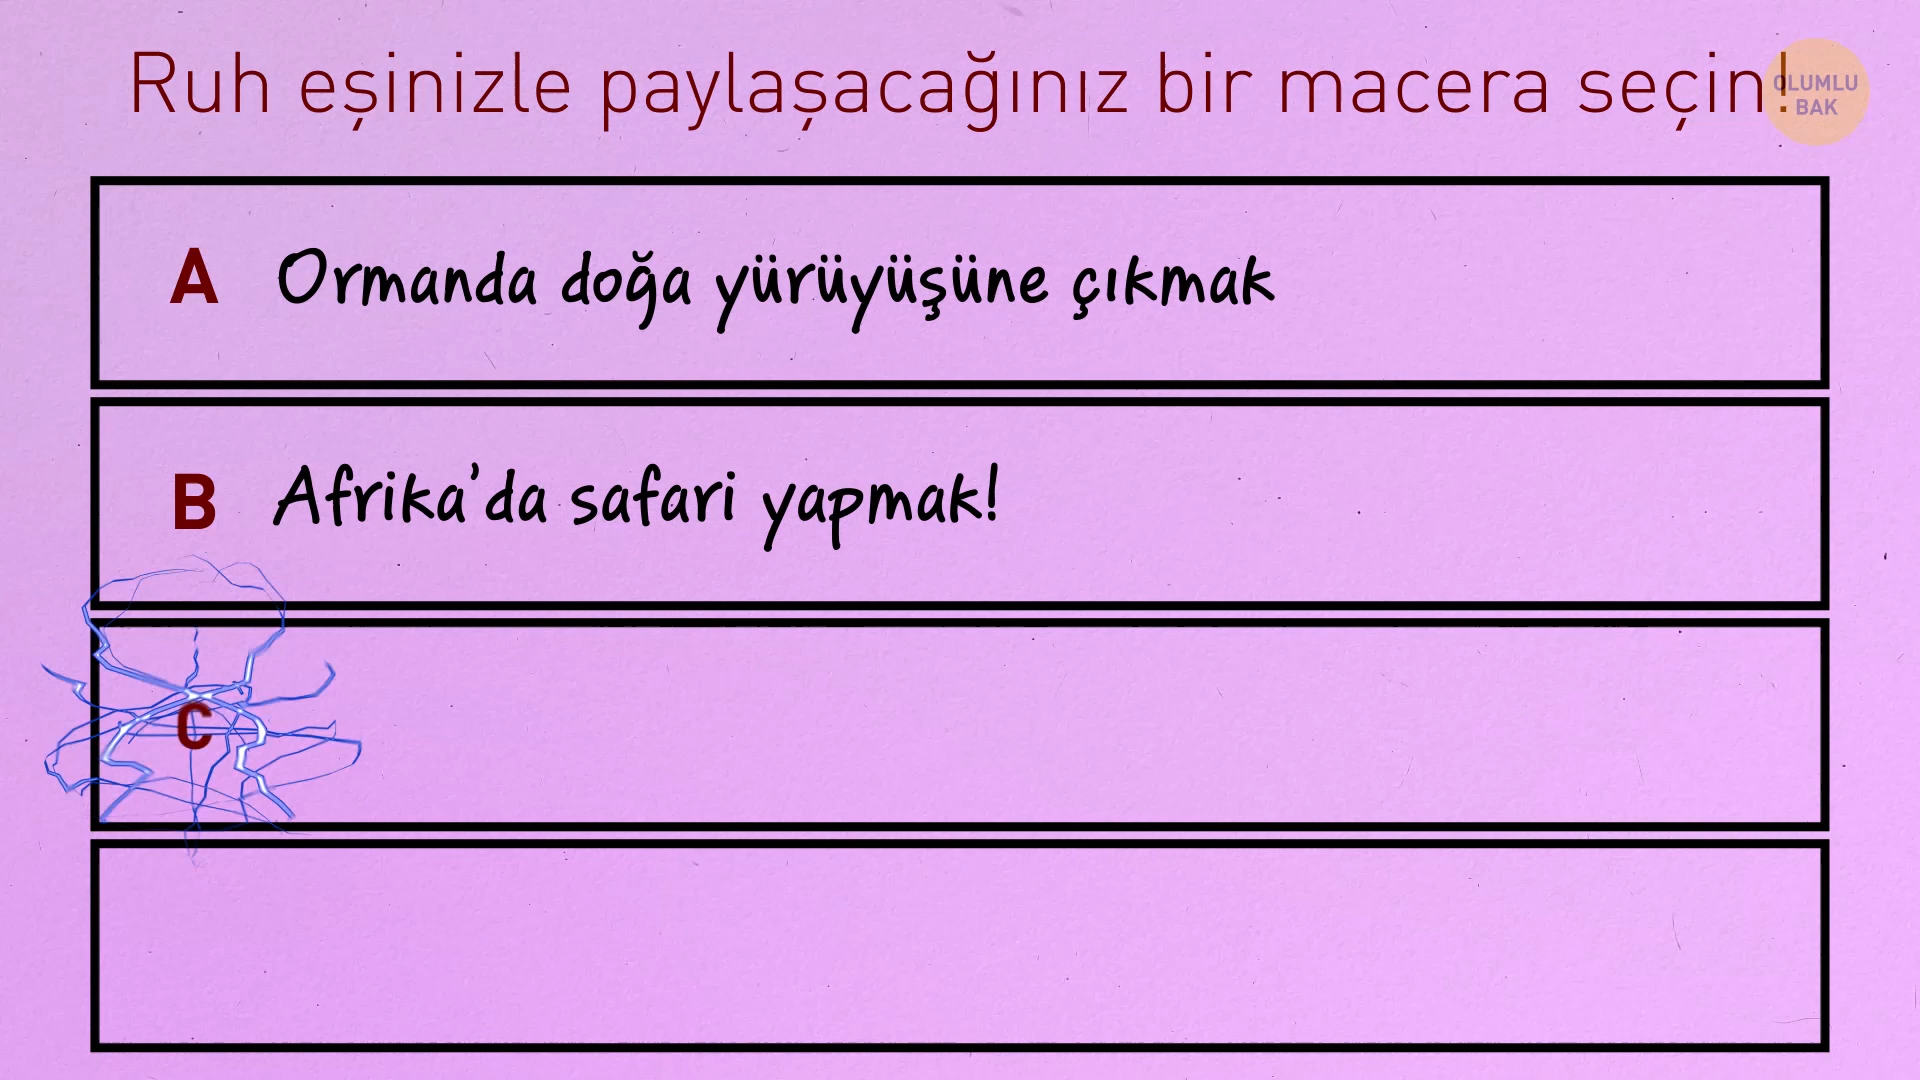 Ruh eşinizle paylaşacağınız bir macera seçin!
OLUMLU
BAK
A Ormanda doğa yürüyüşüne çıkmak
B Afrika'da safari yapmak!
C